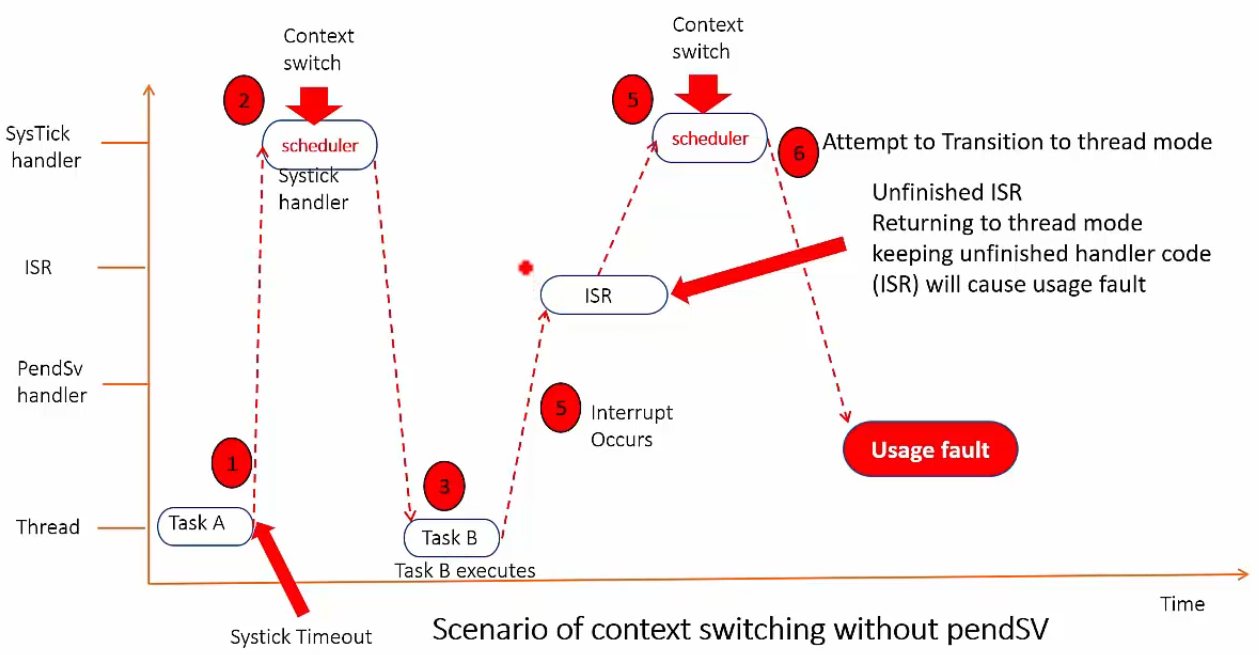 Context
switch
Context
switch
2
5
SysTick
handler
scheduler
Systick
handler
scheduler
6
Attempt to Transition to thread mode
Unfinished ISR
Returning to thread mode
keeping unfinished handler code
(ISR) will cause usage fault
ISR
ISR
PendSv
handler
5
Interrupt
Occurs
1
3
Usage fault
Thread
Task A
Task B
Task B executes
Time
Systick Timeout
Scenario of context switching without pendSV